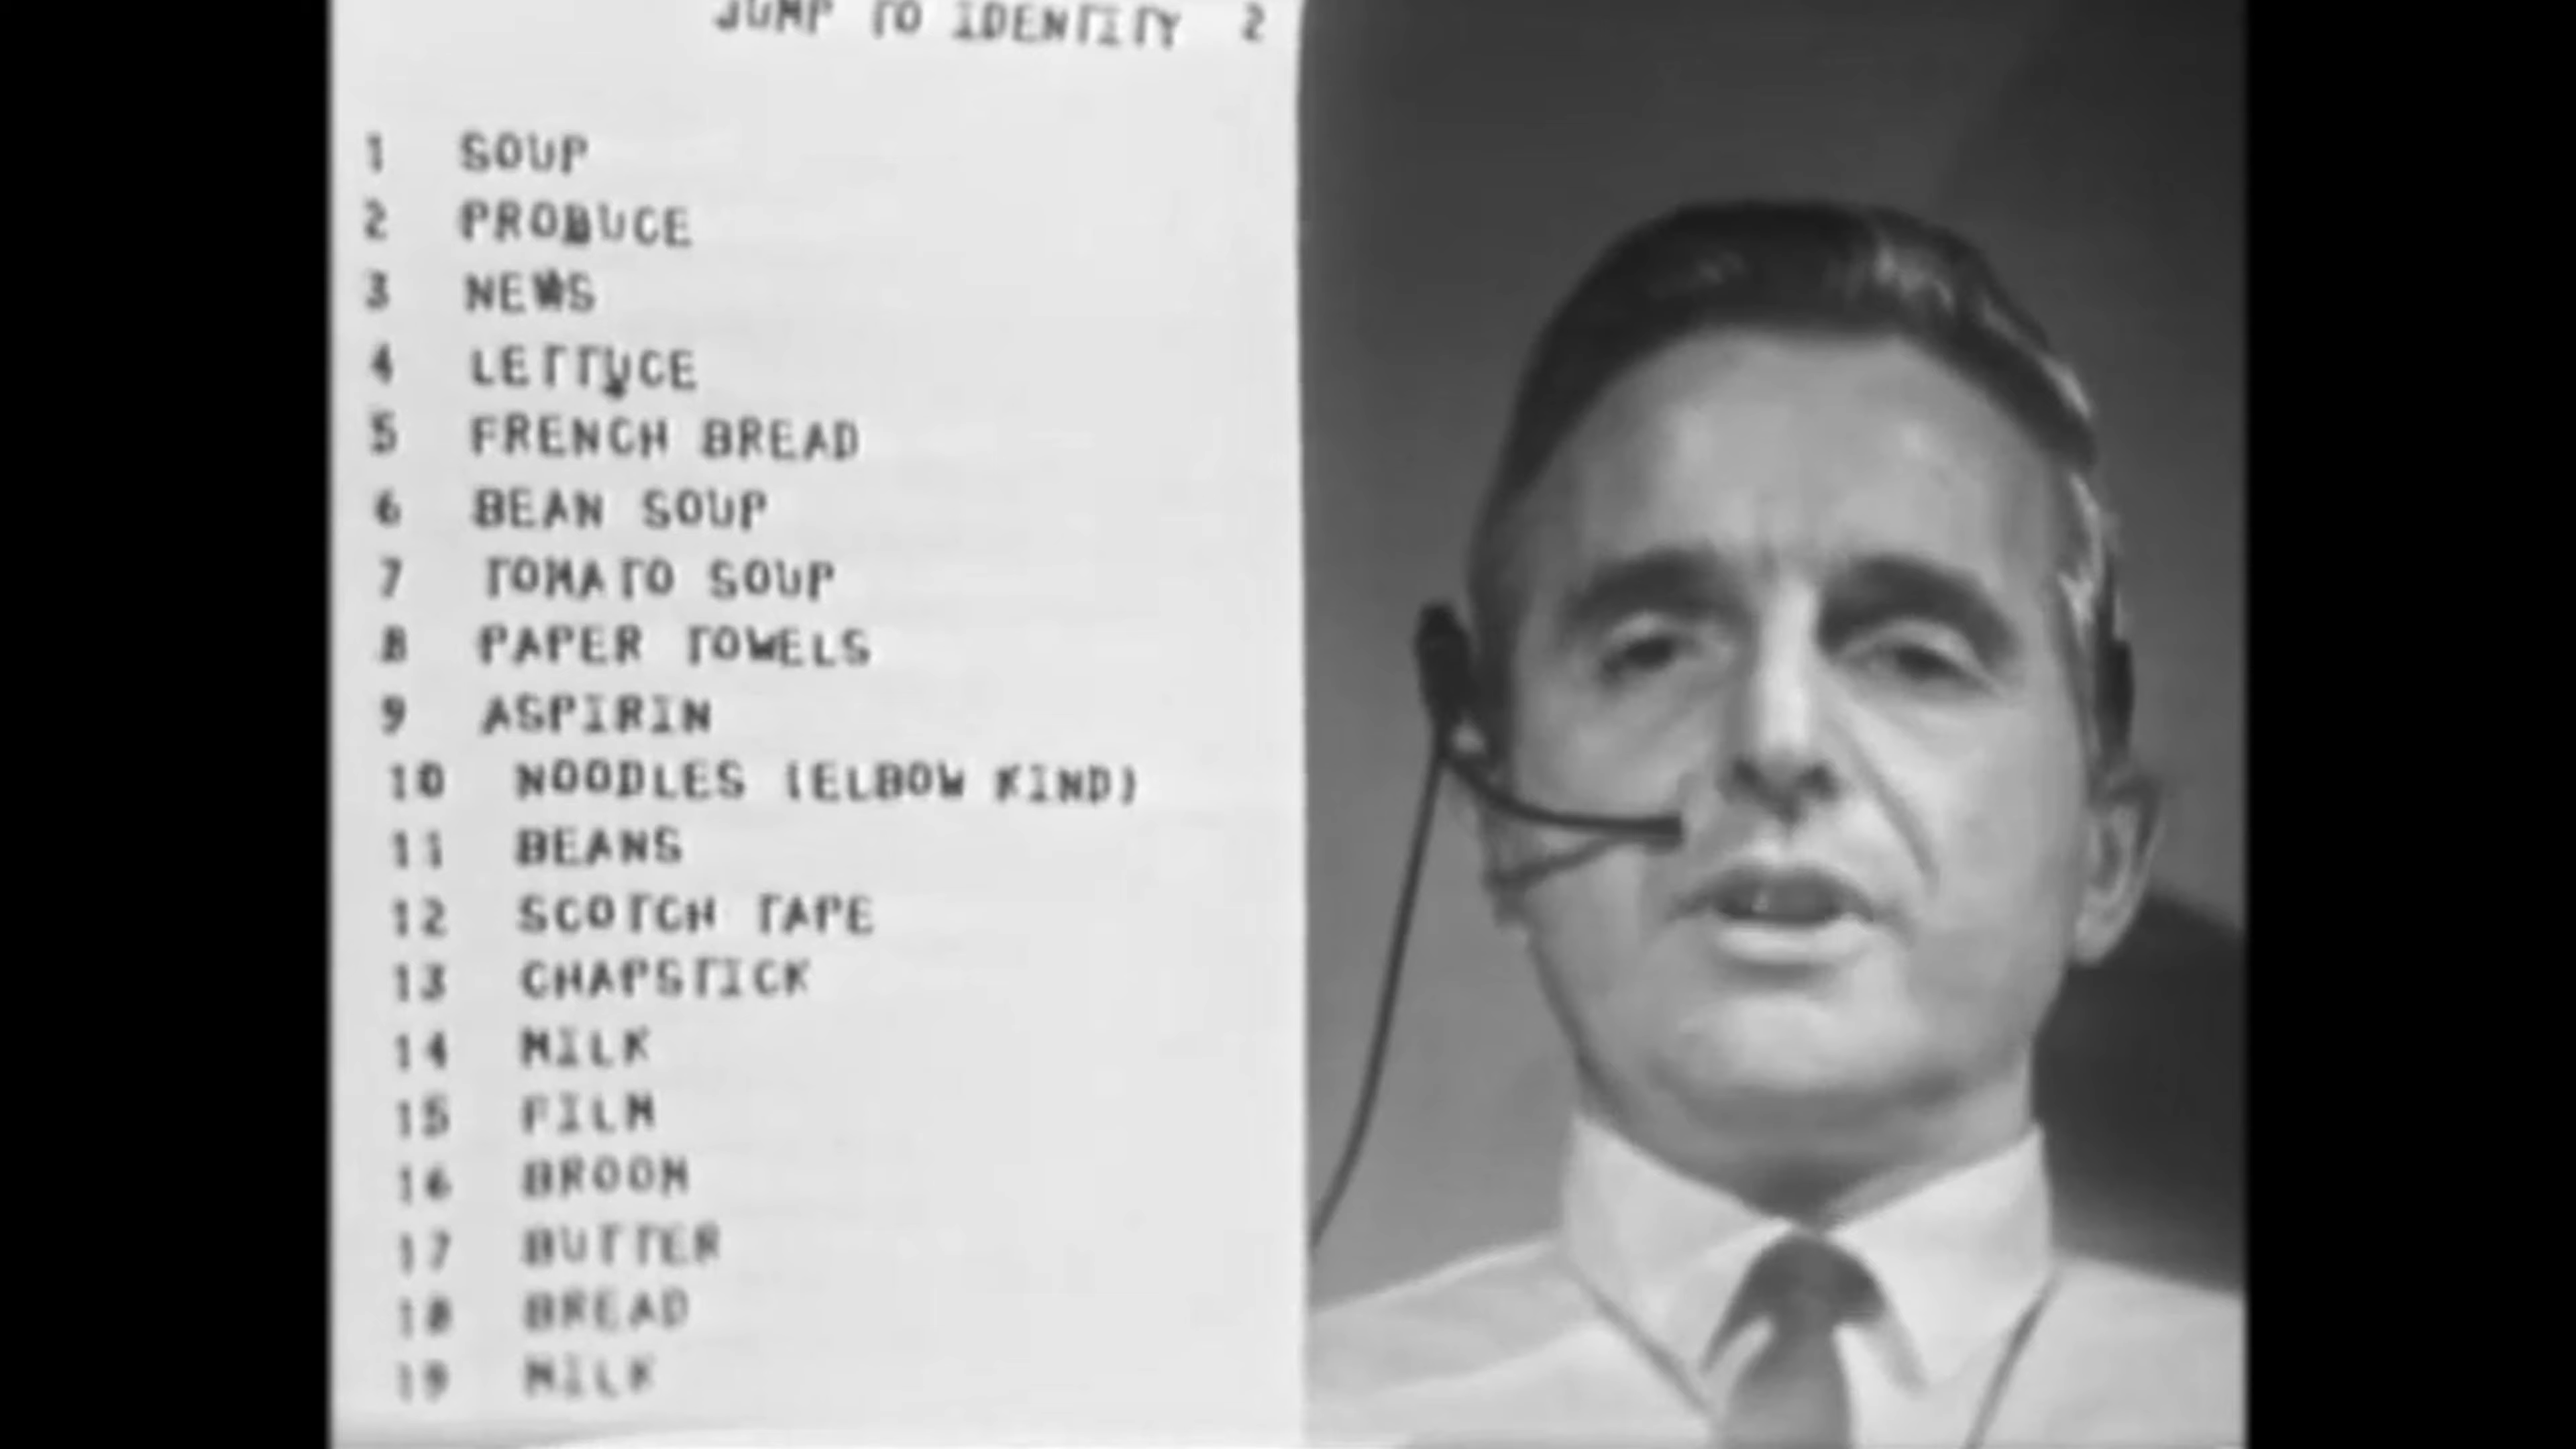 JUMP TO IDENTITY 2
1 SOUP
2 PRODUCE
3 NEWS
4 LETTUCE
5 FRENCH BREAD
6 BEAN SOUP
7 TOMATO SOUP
8 PAPER TOWELS
9 ASPIRIN
10 NOODLES (ELBOW KIND)
11 BEANS
12 SCOTCH TAPE
13 CHAPSTICK
14 MILK
15 FILM
16 BROOM
17 BUTTER
18 BREAD
19 MILK